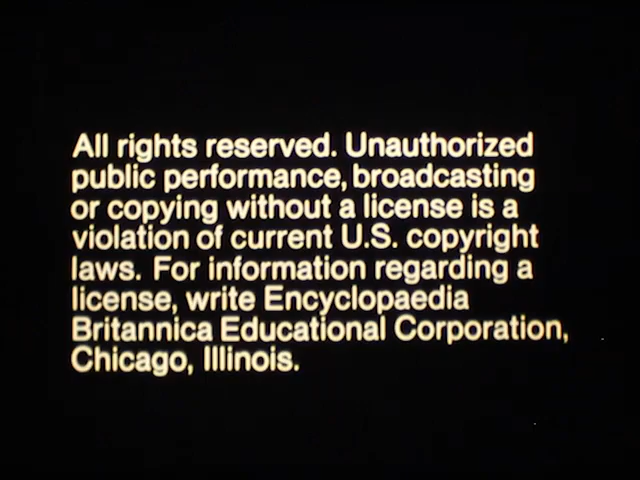 All rights reserved. Unauthorized
public performance, broadcasting
or copying without a license is a
violation of current U.S. copyright
laws. For information regarding a
license, write Encyclopaedia
Britannica Educational Corporation,
Chicago, Illinois.